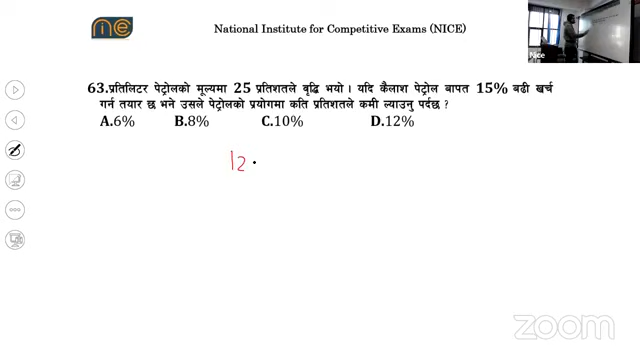 nie
National Institute for Competitive Exams (NICE)
Nice
63.प्रतिलिटर पेट्रोलको मूल्यमा 25 प्रतिशतले वृद्धि भयो । यदि कैलाश पेट्रोल बापत 15% बढी खर्च
गर्न तयार छ भने उसले पेट्रोलको प्रयोगमा कति प्रतिशतले कमी ल्याउनु पर्दछ ?
A.6% B.8% C.10% D.12%
12
zoom